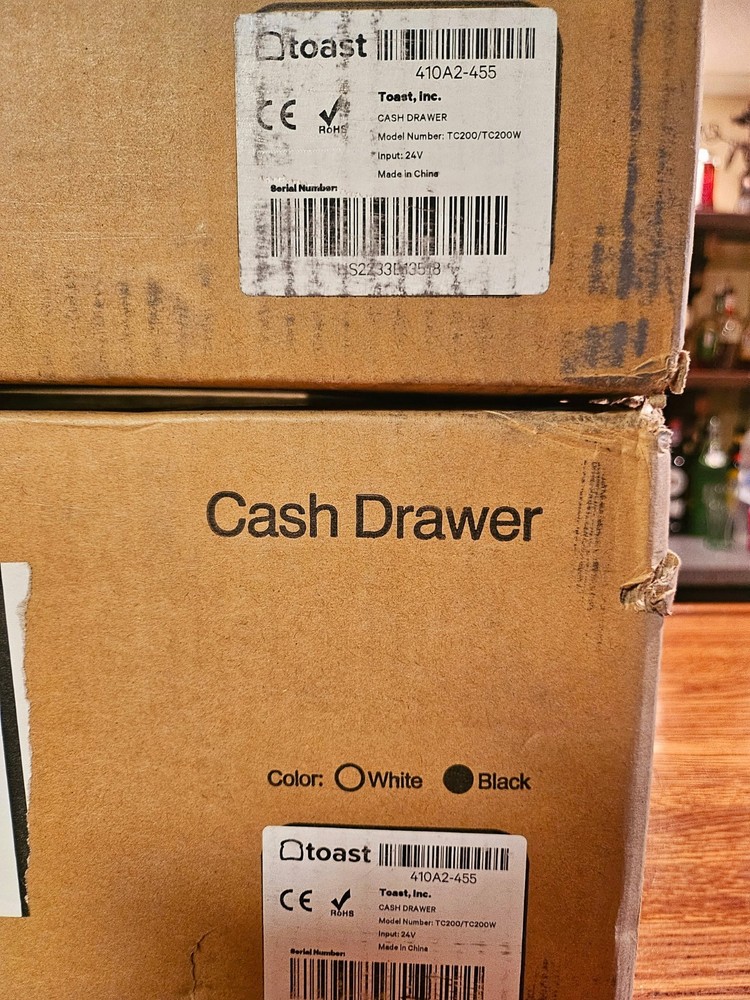 toast
410A2-455
Toast, Inc.
CASH DRAWER
Model Number: TC200/TC200W
Input: 24V
Made in China
CE
RoHS
Serial Number:
Cash Drawer
Color: White Black
toast
410A2-455
Toast, Inc.
CASH DRAWER
Model Number: TC200/TC200W
Input: 24V
Made in China
CE
RoHS
Serial Number: